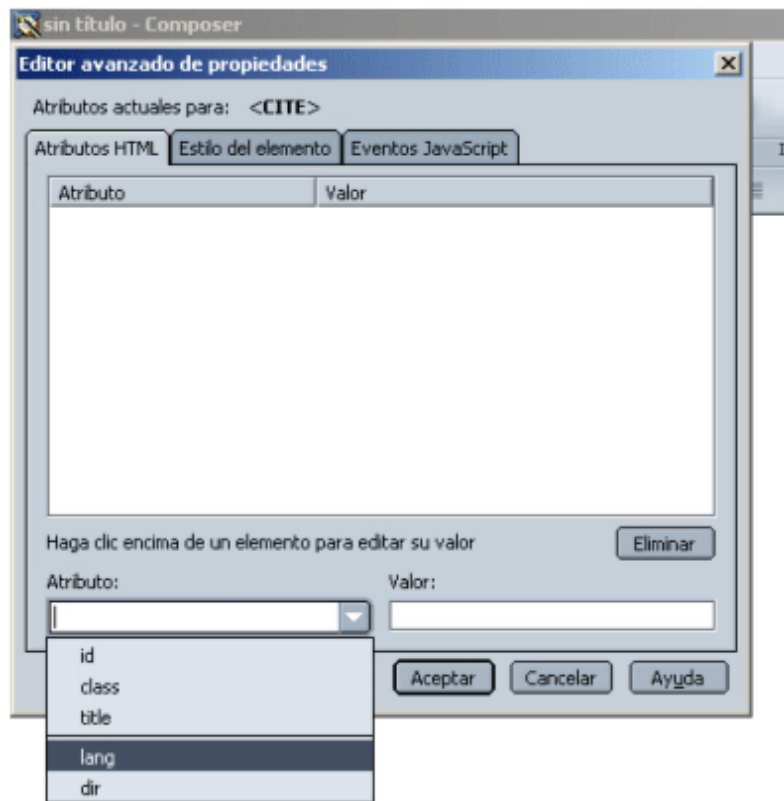 sin título - Composer
Editor avanzado de propiedades
Atributos actuales para: <CITE>
Atributos HTML Estilo del elemento Eventos JavaScript
Atributo Valor
Haga clic encima de un elemento para editar su valor Eliminar
Atributo: Valor:
id
class
title
lang
dir
Aceptar Cancelar Ayuda